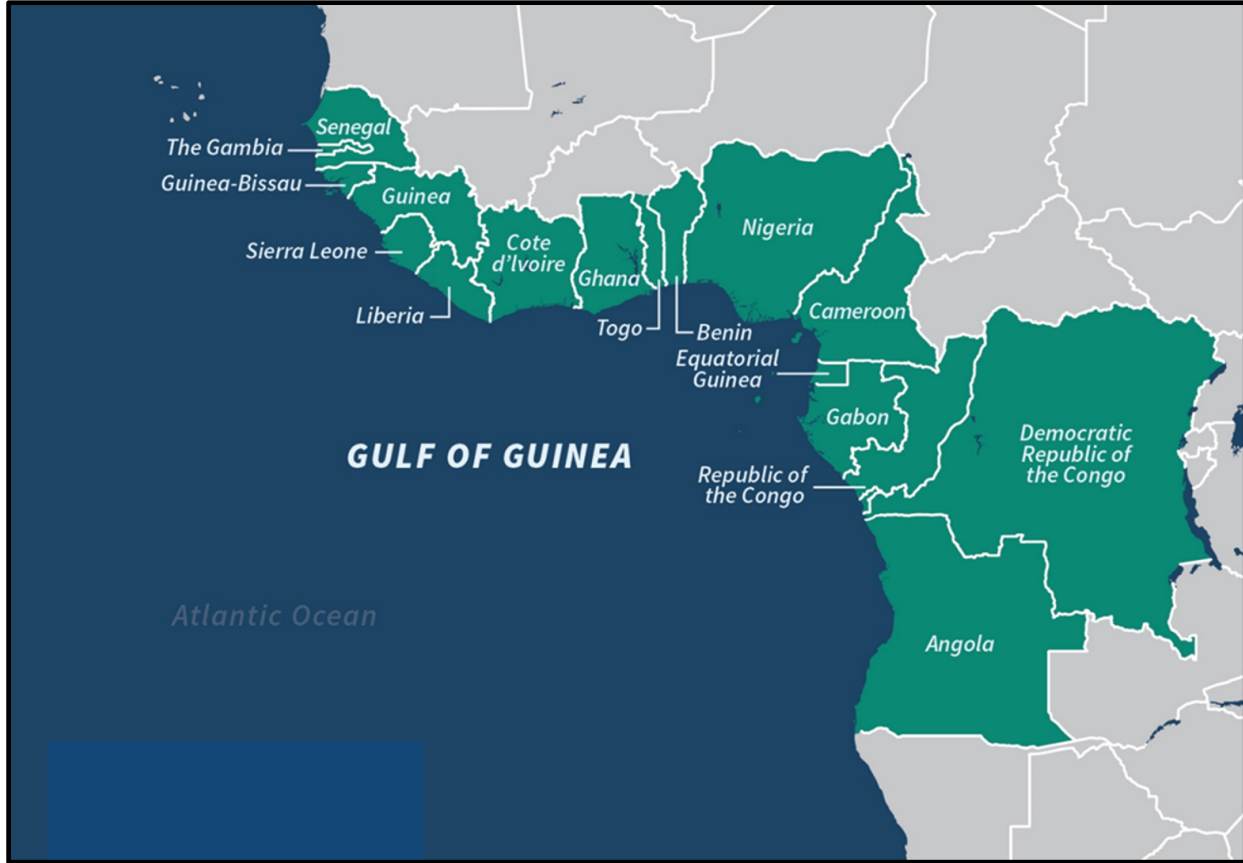 Senegal
The Gambia
Guinea-Bissau
Guinea
Sierra Leone
Liberia
Cote
d'Ivoire
Ghana
Togo
Benin
Nigeria
Cameroon
Equatorial
Guinea
Gabon
Republic of
the Congo
Democratic
Republic of
the Congo
GULF OF GUINEA
Atlantic Ocean
Angola